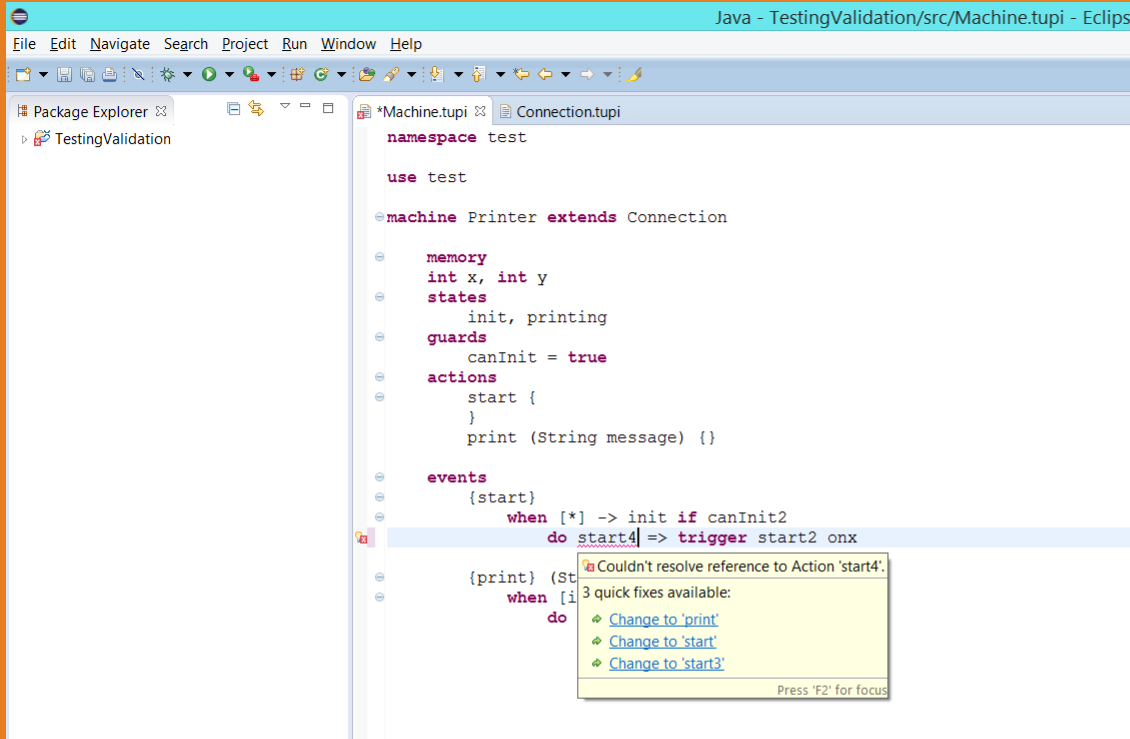 Java - TestingValidation/src/Machine.tupi - Eclips
File Edit Navigate Search Project Run Window Help
Package Explorer
TestingValidation
*Machine.tupi Connection.tupi
namespace test
use test
machine Printer extends Connection
memory
int x, int y
states
init, printing
guards
canInit = true
actions
start {
}
print (String message) {}
events
{start}
when [*] -> init if canInit2
do start4 => trigger start2 onx
{print} (St
when [i
do
Couldn't resolve reference to Action 'start4'.
3 quick fixes available:
Change to 'print'
Change to 'start'
Change to 'start3'
Press 'F2' for focus